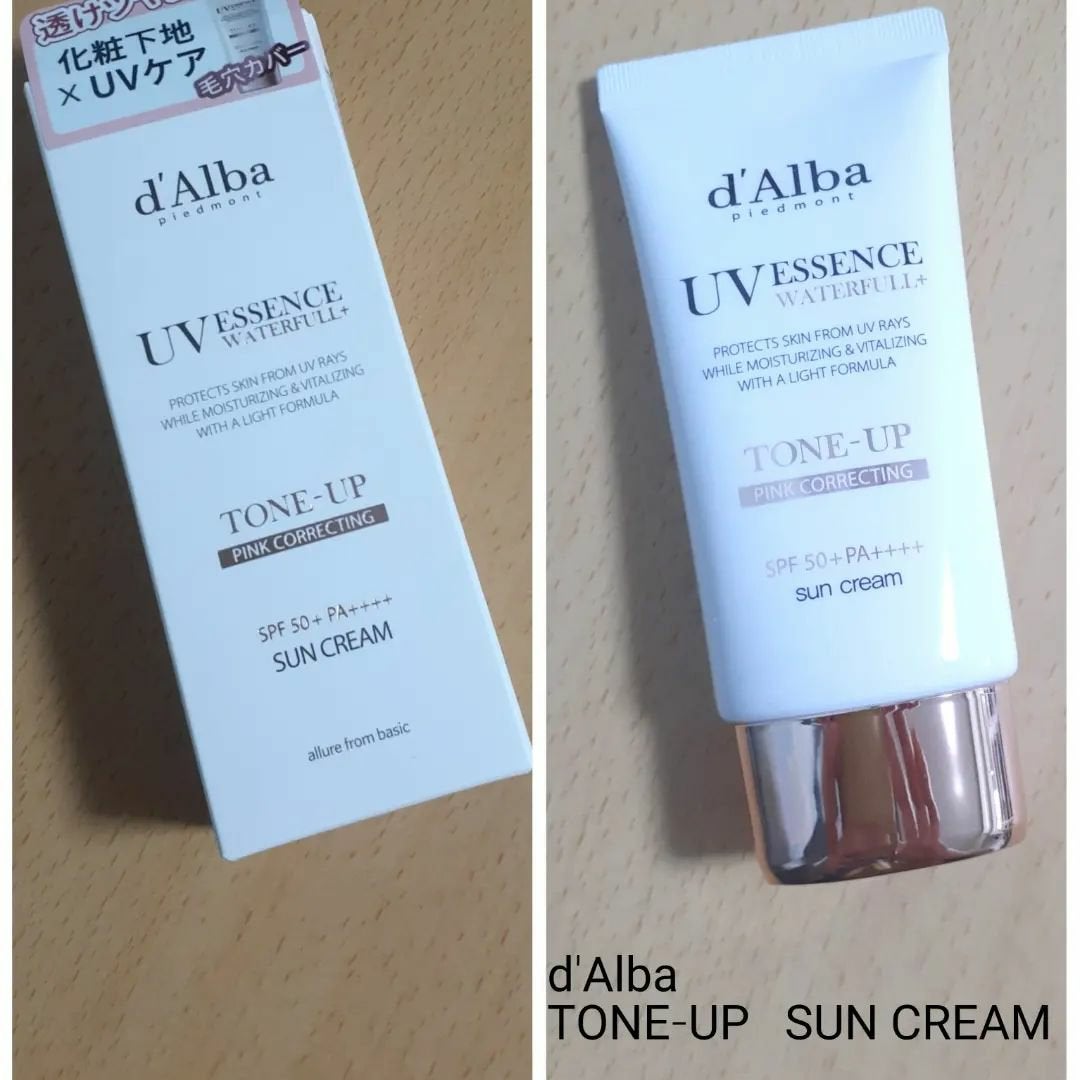 化粧下地
× UVケア
毛穴カバー
d'Alba
piedmont
UV ESSENCE
WATERFULL+
PROTECTS SKIN FROM UV RAYS
WHILE MOISTURIZING & VITALIZING
WITH A LIGHT FORMULA
TONE-UP
PINK CORRECTING
SPF 50+ PA++++
SUN CREAM
allure from basic
d'Alba
piedmont
UV ESSENCE
WATERFULL+
PROTECTS SKIN FROM UV RAYS
WHILE MOISTURIZING & VITALIZING
WITH A LIGHT FORMULA
TONE-UP
PINK CORRECTING
SPF 50+ PA++++
sun cream
d'Alba
TONE-UP SUN CREAM